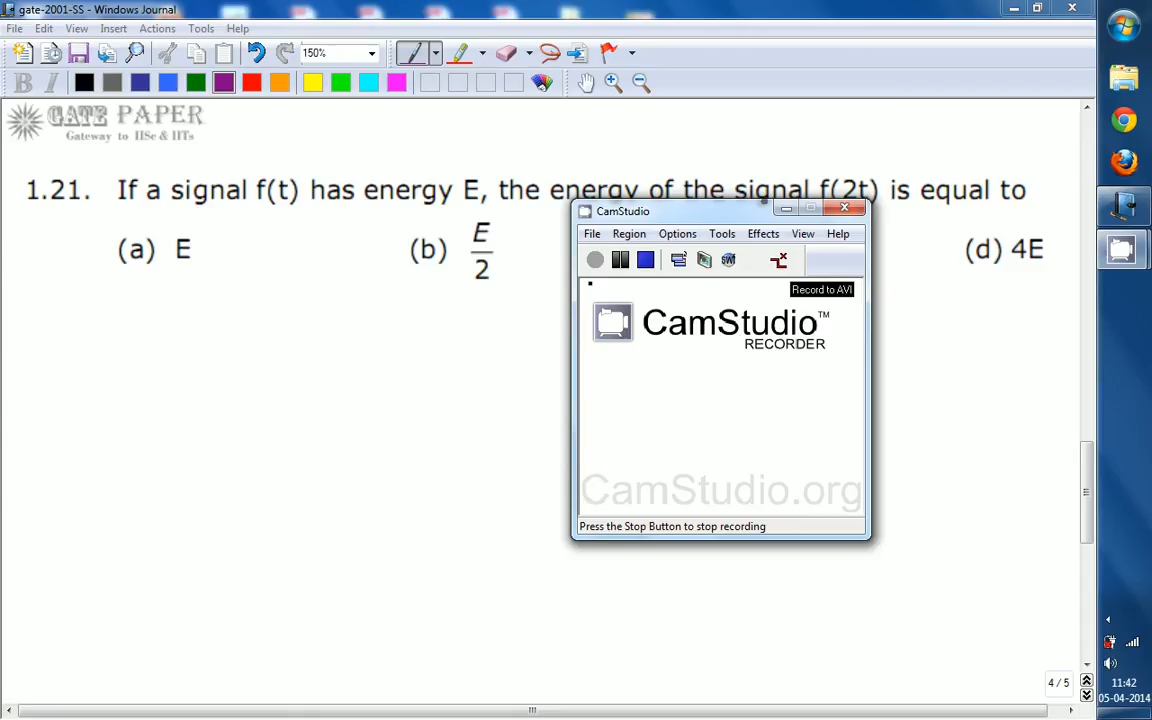 gate-2001-SS - Windows Journal
File Edit View Insert Actions Tools Help
150%
B I
GATE PAPER
Gateway to IISc & IITs
1.21. If a signal f(t) has energy E, the energy of the signal f(2t) is equal to
(a) E (b) E/2 (d) 4E
CamStudio
File Region Options Tools Effects View Help
Record to AVI
CamStudio™
RECORDER
CamStudio.org
Press the Stop Button to stop recording
4 / 5
11:42
05-04-2014